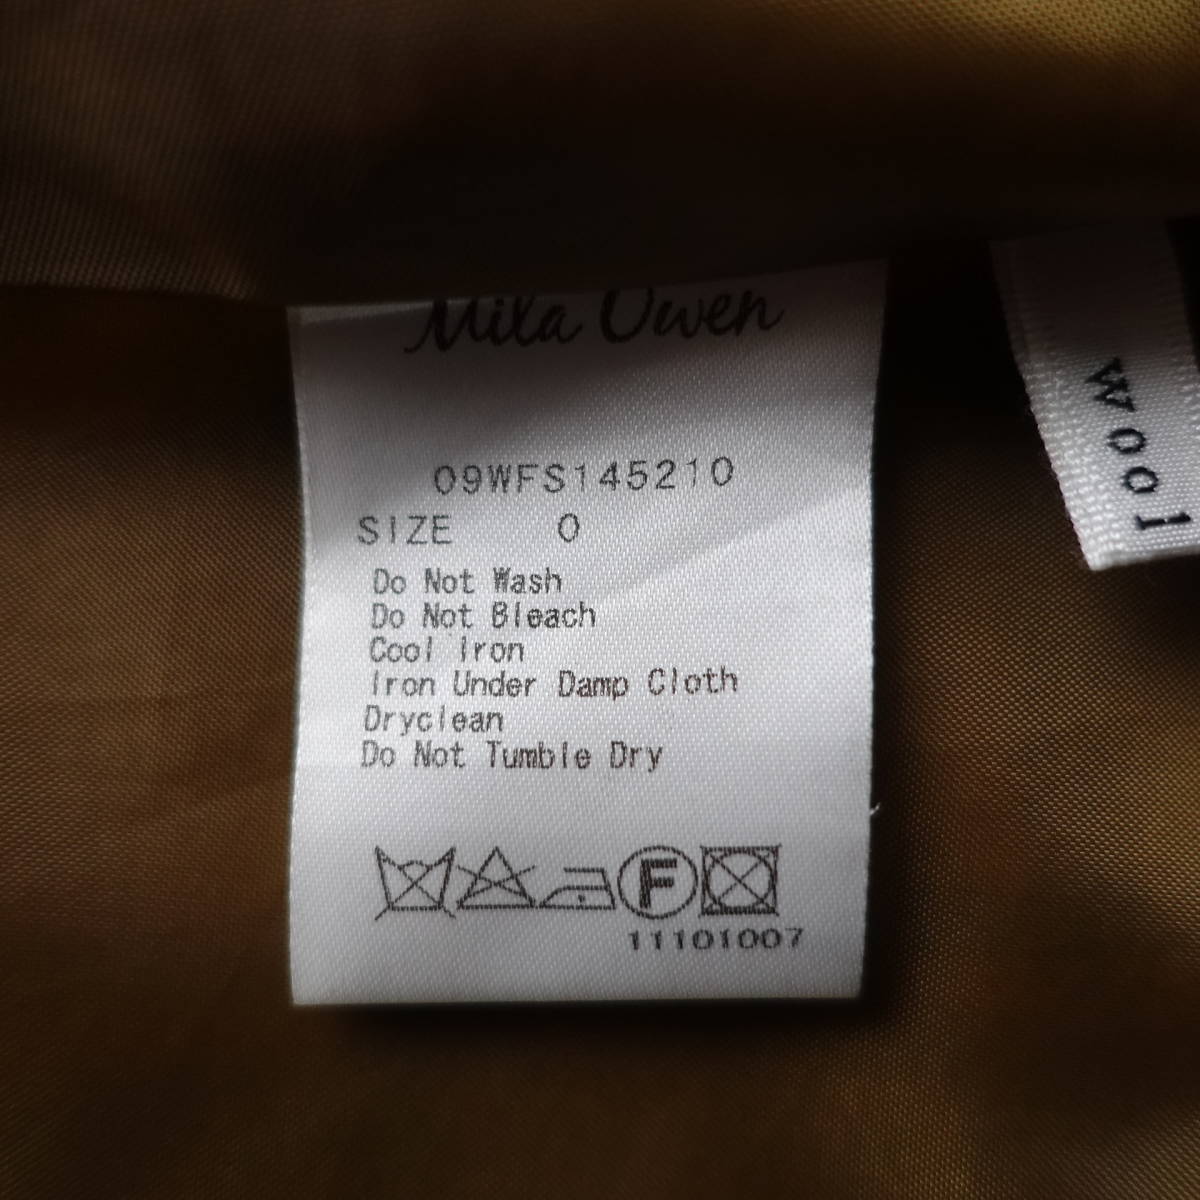 Mila Owen
09WFS145210
SIZE 0
Do Not Wash
Do Not Bleach
Cool Iron
Iron Under Damp Cloth
Dryclean
Do Not Tumble Dry
F
11101007
wool